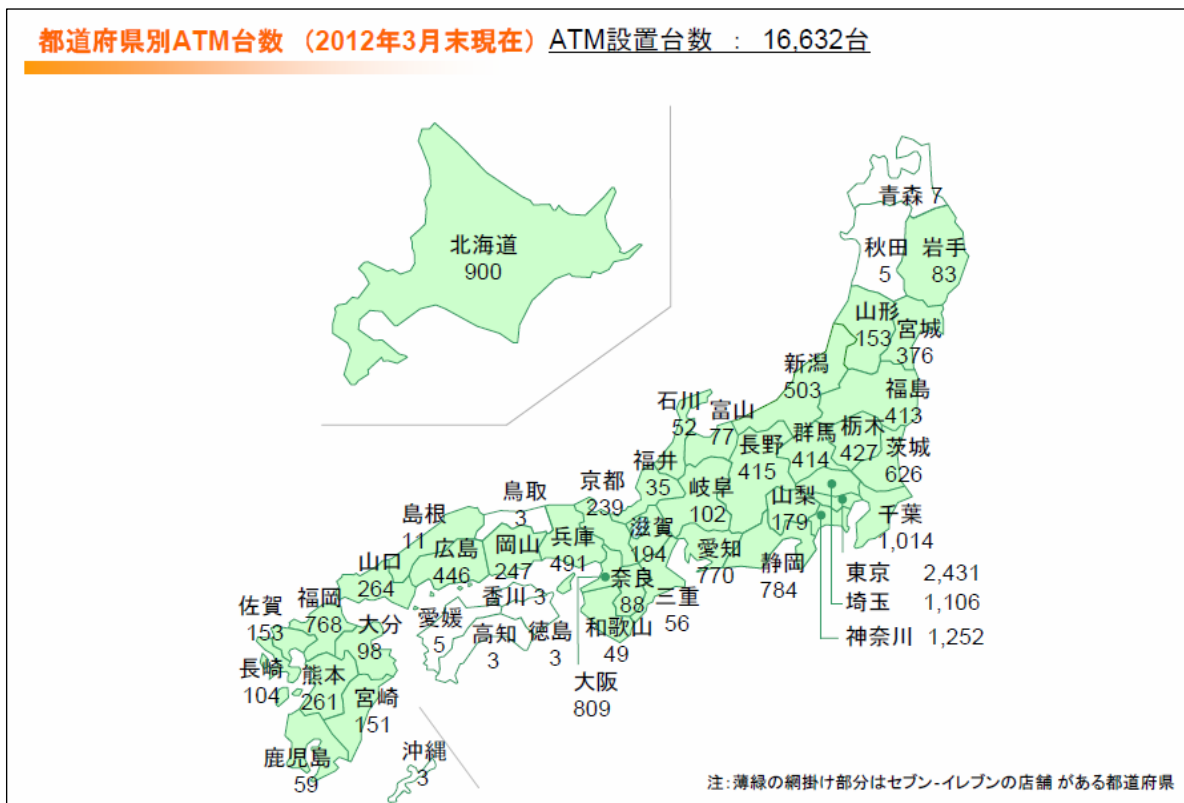 都道府県別ATM台数 （2012年3月末現在） ATM設置台数 ： 16,632台
北海道
900
青森 7
秋田
5
岩手
83
山形
153
宮城
376
新潟
503
福島
413
石川
52
富山
77
長野
415
群馬
414
栃木
427
茨城
626
福井
35
岐阜
102
山梨
179
千葉
1,014
京都
239
滋賀
194
愛知
770
静岡
784
東京 2,431
埼玉 1,106
神奈川 1,252
鳥取
3
島根
11
兵庫
491
岡山
247
広島
446
山口
264
奈良
88
三重
56
和歌山
49
大阪
809
香川 3
徳島
3
愛媛
5
高知
3
福岡
768
佐賀
153
大分
98
長崎
104
熊本
261
宮崎
151
鹿児島
59
沖縄
3
注：薄緑の網掛け部分はセブン-イレブンの店舗 がある都道府県